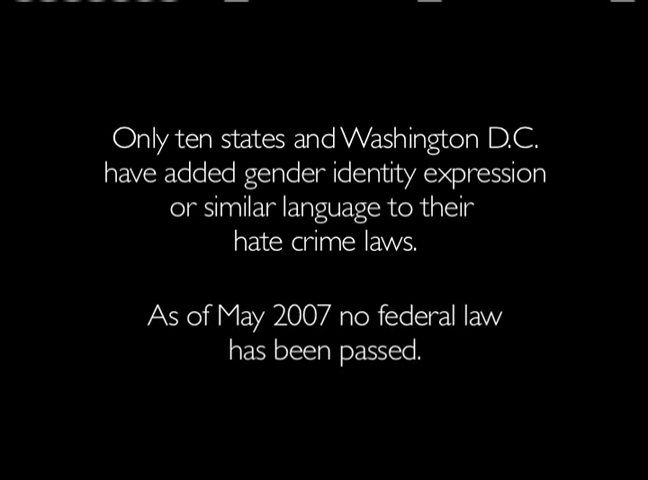 Only ten states and Washington D.C.
have added gender identity expression
or similar language to their
hate crime laws.
As of May 2007 no federal law
has been passed.